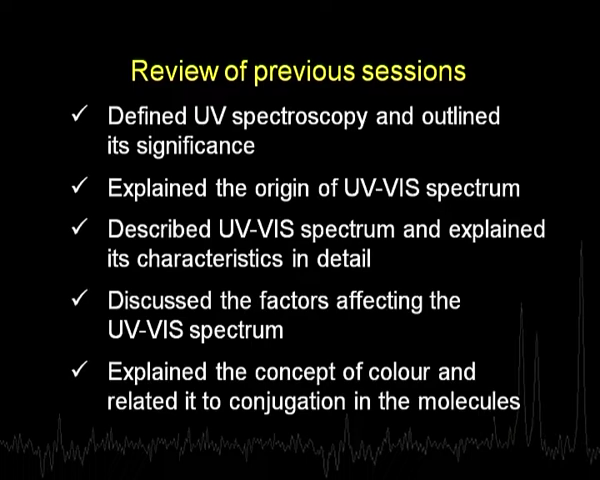 Review of previous sessions
✓ Defined UV spectroscopy and outlined
its significance
✓ Explained the origin of UV-VIS spectrum
✓ Described UV-VIS spectrum and explained
its characteristics in detail
✓ Discussed the factors affecting the
UV-VIS spectrum
✓ Explained the concept of colour and
related it to conjugation in the molecules